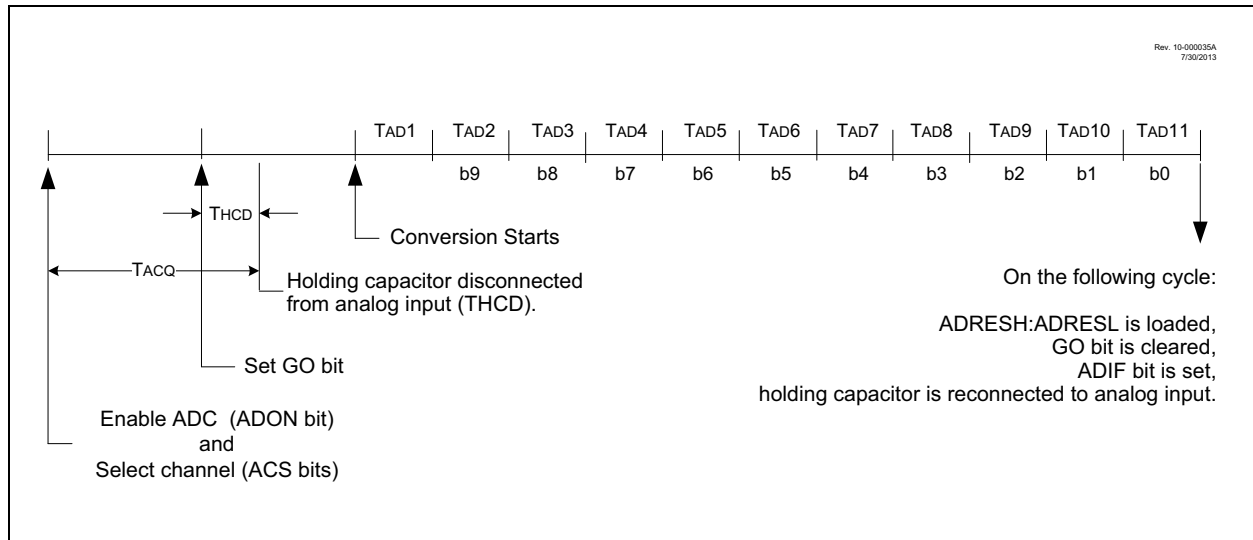 Rev. 10-000035A
7/30/2013
TAD1 TAD2 TAD3 TAD4 TAD5 TAD6 TAD7 TAD8 TAD9 TAD10 TAD11
b9 b8 b7 b6 b5 b4 b3 b2 b1 b0
THCD
Conversion Starts
TACQ
Holding capacitor disconnected
from analog input (THCD).
Set GO bit
Enable ADC (ADON bit)
and
Select channel (ACS bits)
On the following cycle:
ADRESH:ADRESL is loaded,
GO bit is cleared,
ADIF bit is set,
holding capacitor is reconnected to analog input.